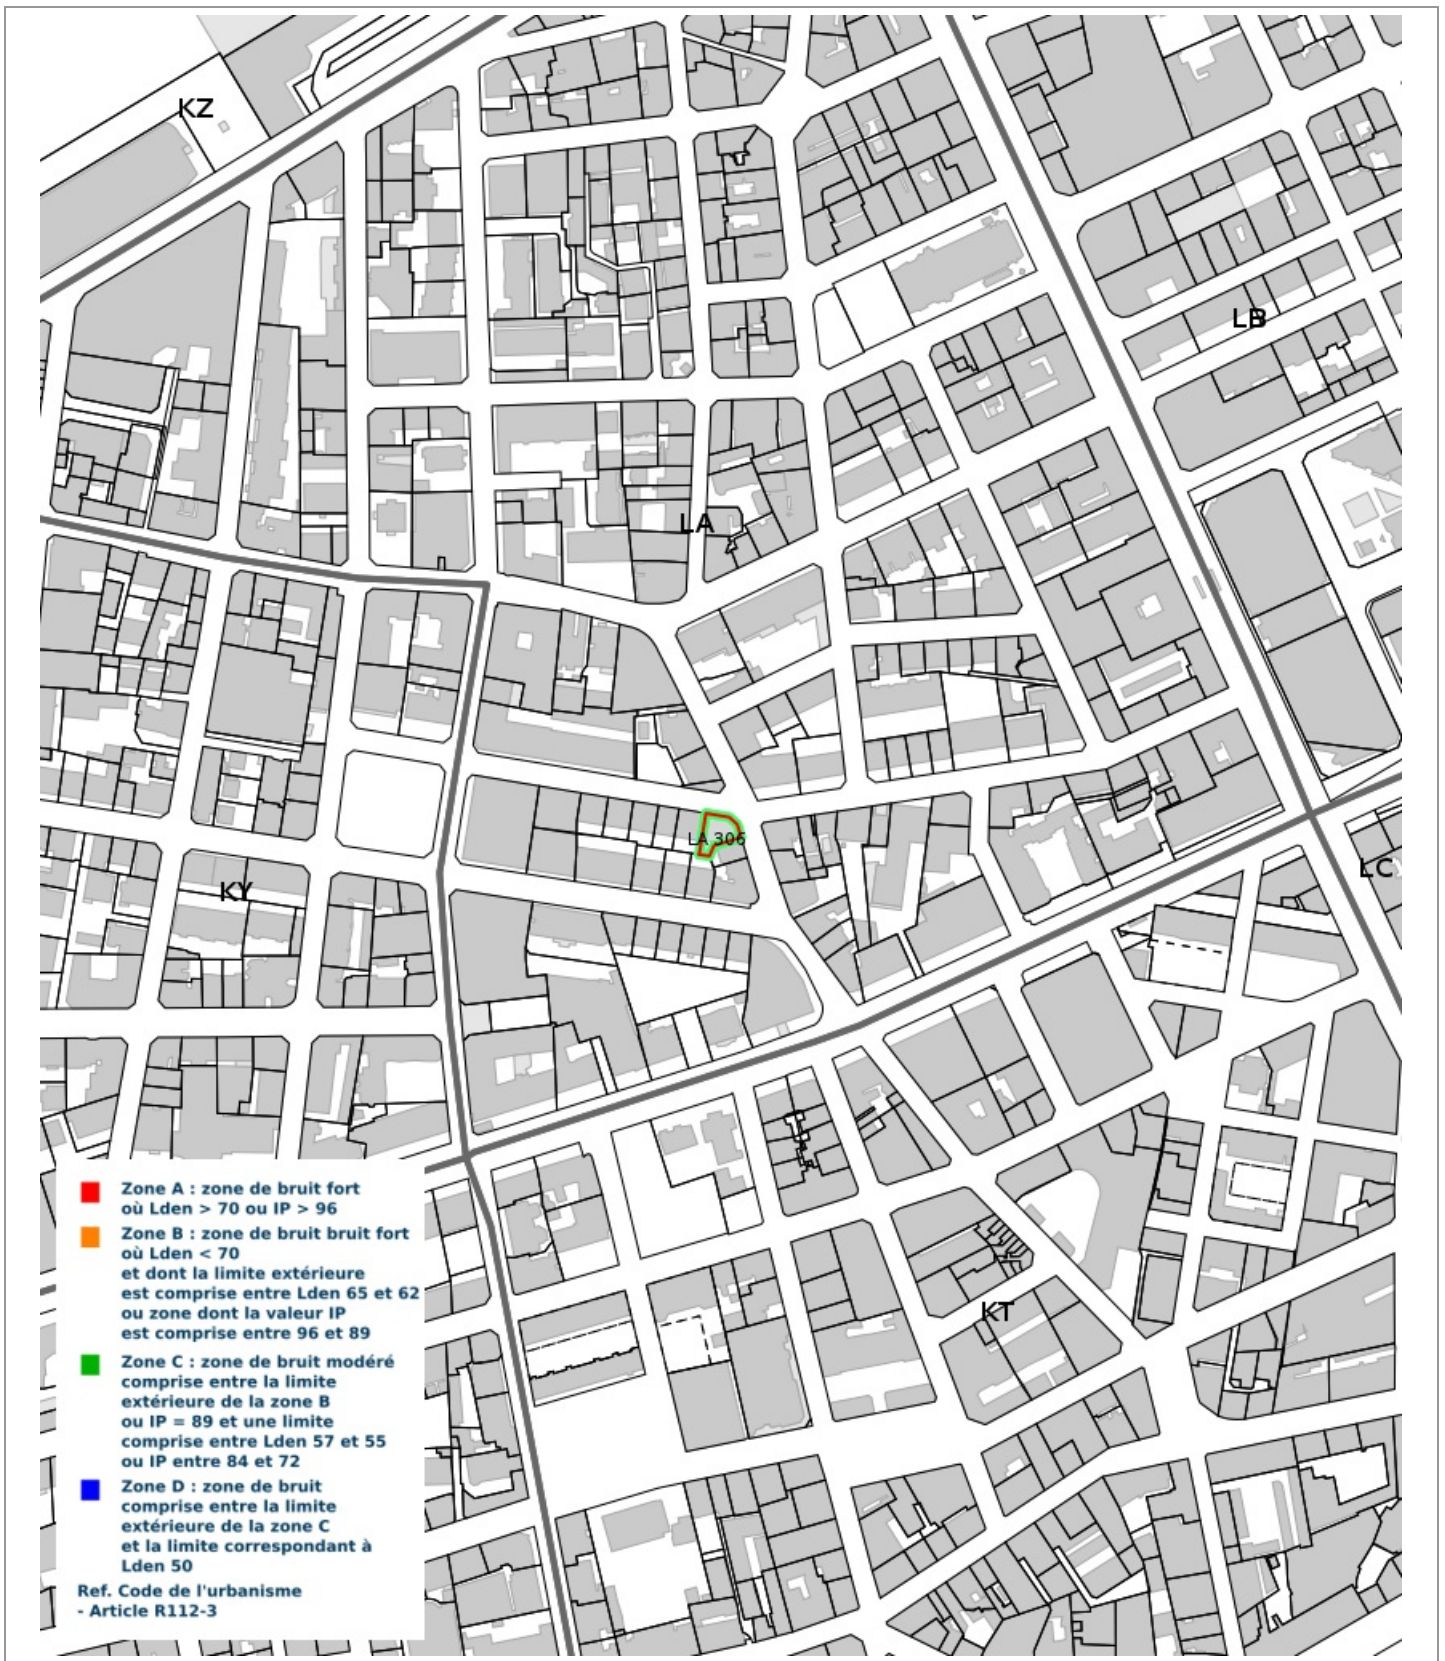 KZ
LB
LA
LA 306
LC
KY
Zone A : zone de bruit fort
où Lden > 70 ou IP > 96
Zone B : zone de bruit bruit fort
où Lden < 70
et dont la limite extérieure
est comprise entre Lden 65 et 62
ou zone dont la valeur IP
est comprise entre 96 et 89
KT
Zone C : zone de bruit modéré
comprise entre la limite
extérieure de la zone B
ou IP = 89 et une limite
comprise entre Lden 57 et 55
ou IP entre 84 et 72
Zone D : zone de bruit
comprise entre la limite
extérieure de la zone C
et la limite correspondant à
Lden 50
Ref. Code de l'urbanisme
- Article R112-3